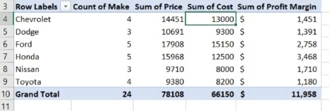 3 Row Labels Count of Make Sum of Price Sum of Cost Sum of Profit Margin
4 Chevrolet 4 14451 13000 $ 1,451
5 Dodge 3 10691 9300 $ 1,391
6 Ford 5 17908 15150 $ 2,758
7 Honda 5 15968 12500 $ 3,468
8 Nissan 3 9710 8000 $ 1,710
9 Toyota 4 9380 8200 $ 1,180
10 Grand Total 24 78108 66150 $ 11,958
11